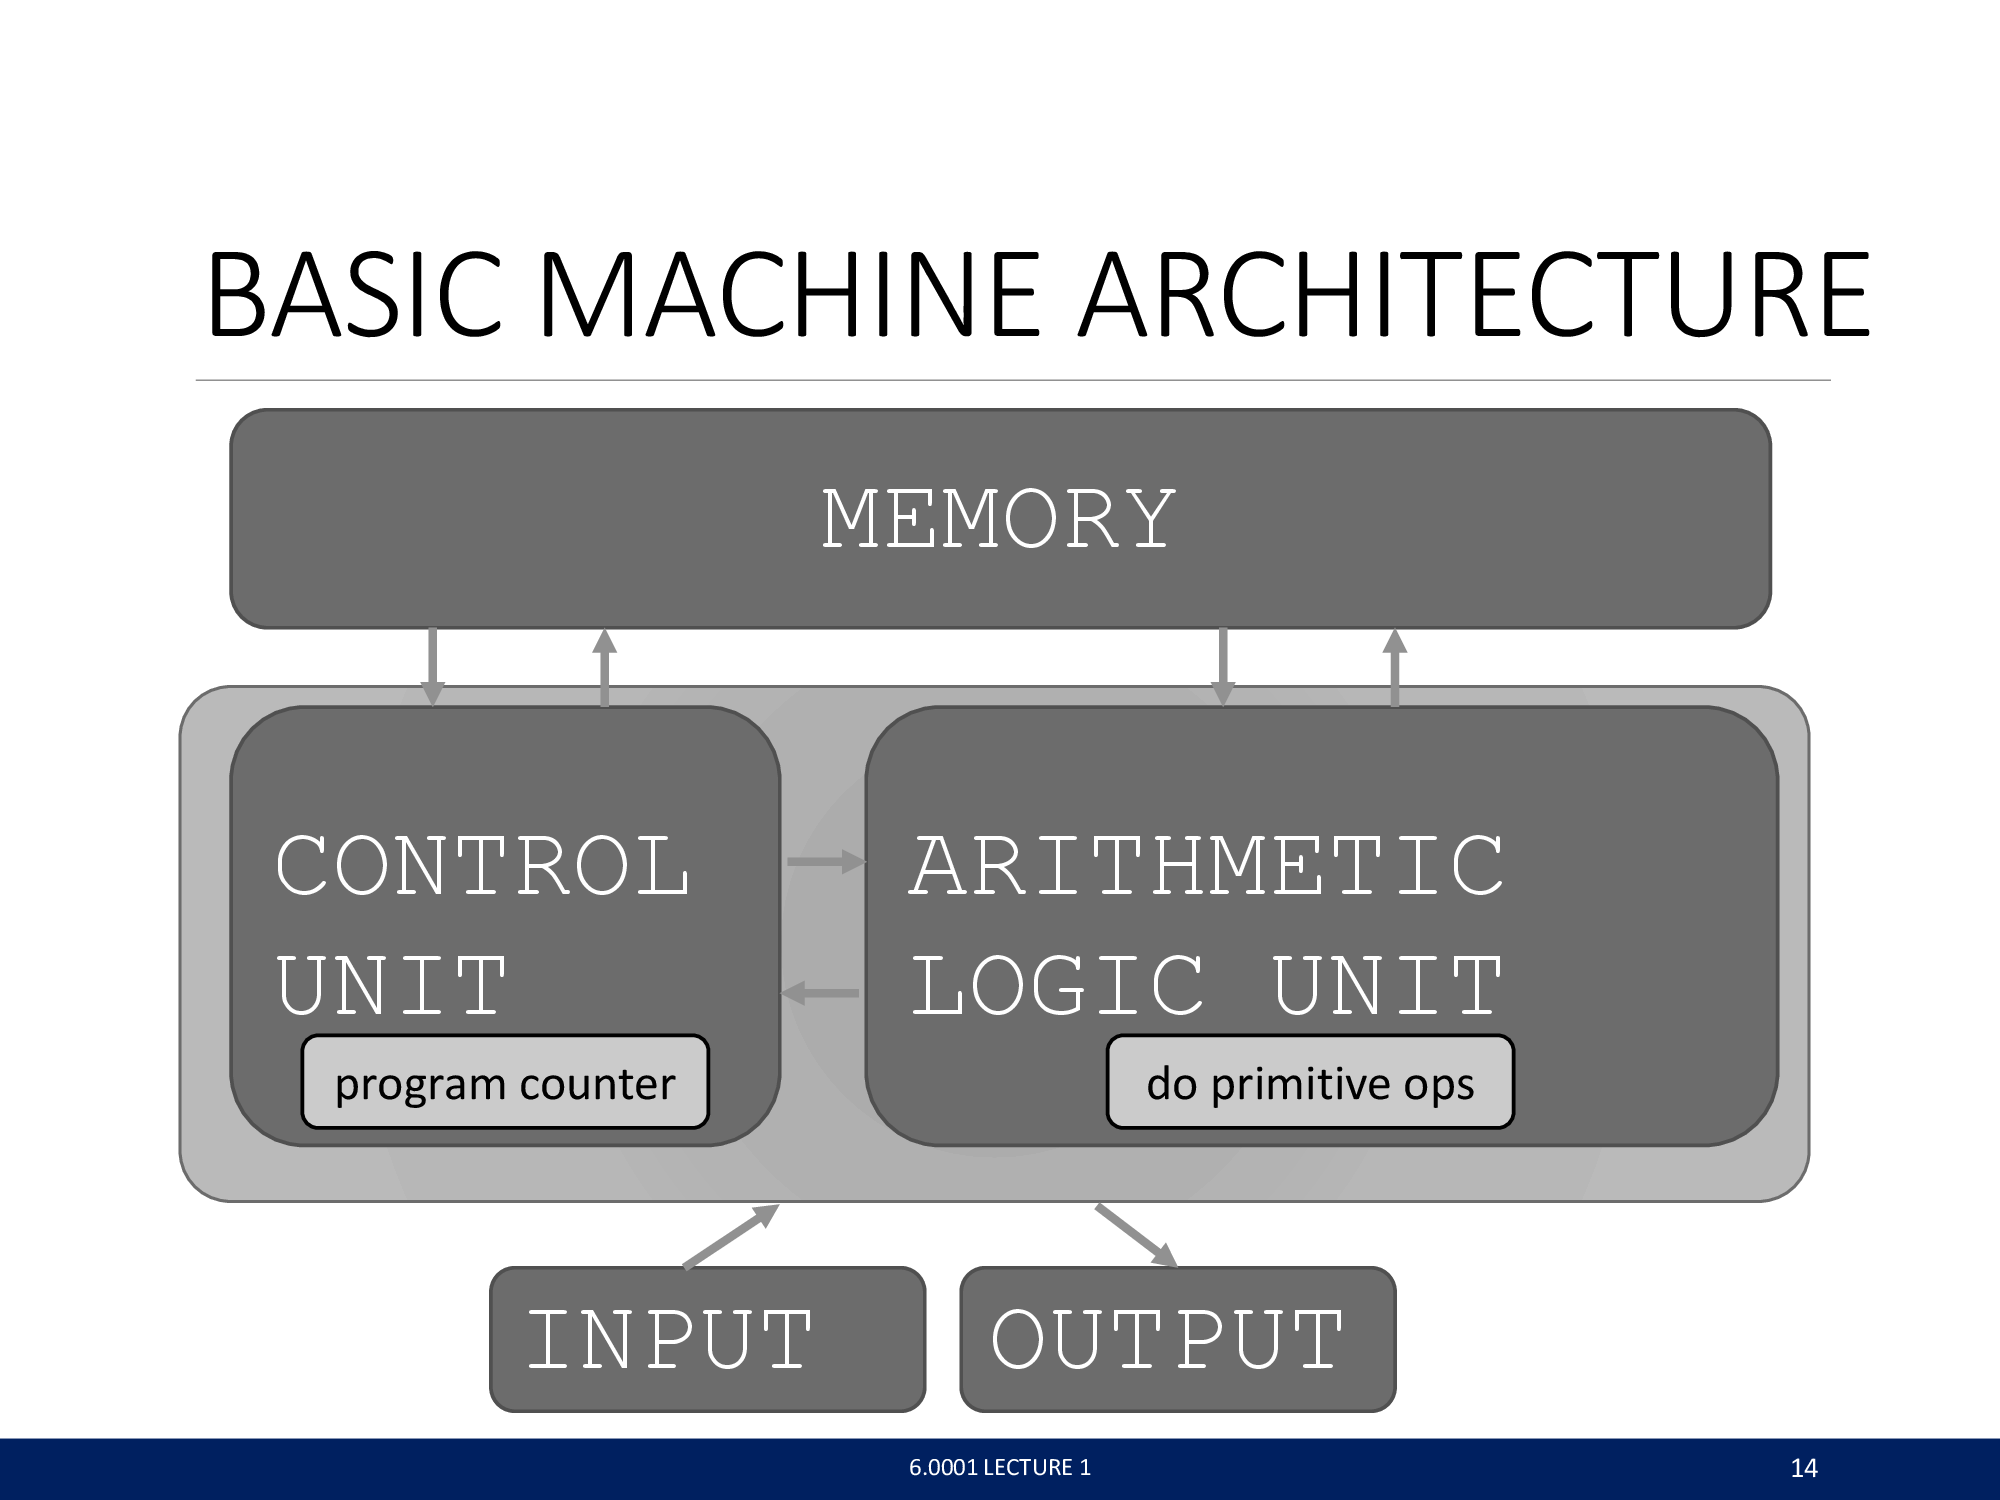 BASIC MACHINE ARCHITECTURE
MEMORY
CONTROL
UNIT
program counter
ARITHMETIC
LOGIC UNIT
do primitive ops
INPUT
OUTPUT
6.0001 LECTURE 1
14